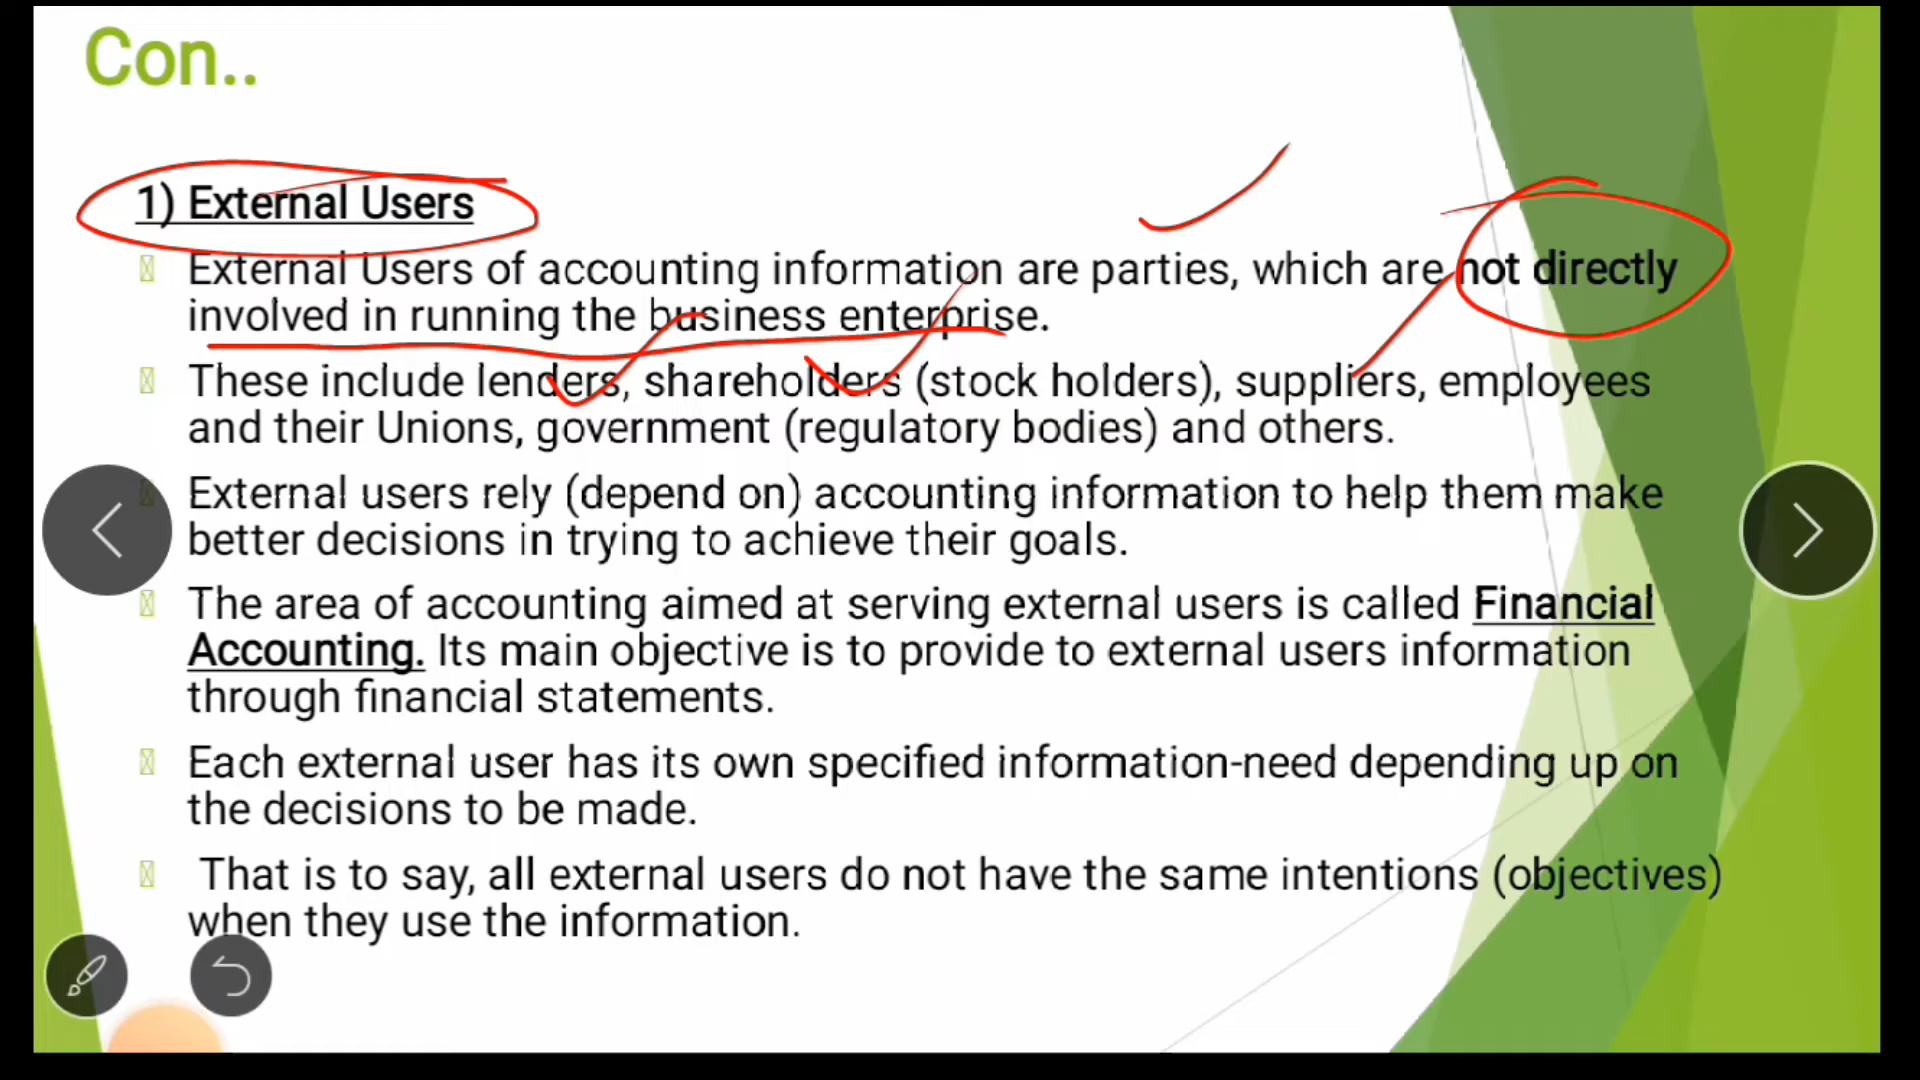 Con..
1) External Users
External Users of accounting information are parties, which are not directly
involved in running the business enterprise.
These include lenders, shareholders (stock holders), suppliers, employees
and their Unions, government (regulatory bodies) and others.
External users rely (depend on) accounting information to help them make
better decisions in trying to achieve their goals.
The area of accounting aimed at serving external users is called Financial
Accounting. Its main objective is to provide to external users information
through financial statements.
Each external user has its own specified information-need depending up on
the decisions to be made.
That is to say, all external users do not have the same intentions (objectives)
when they use the information.